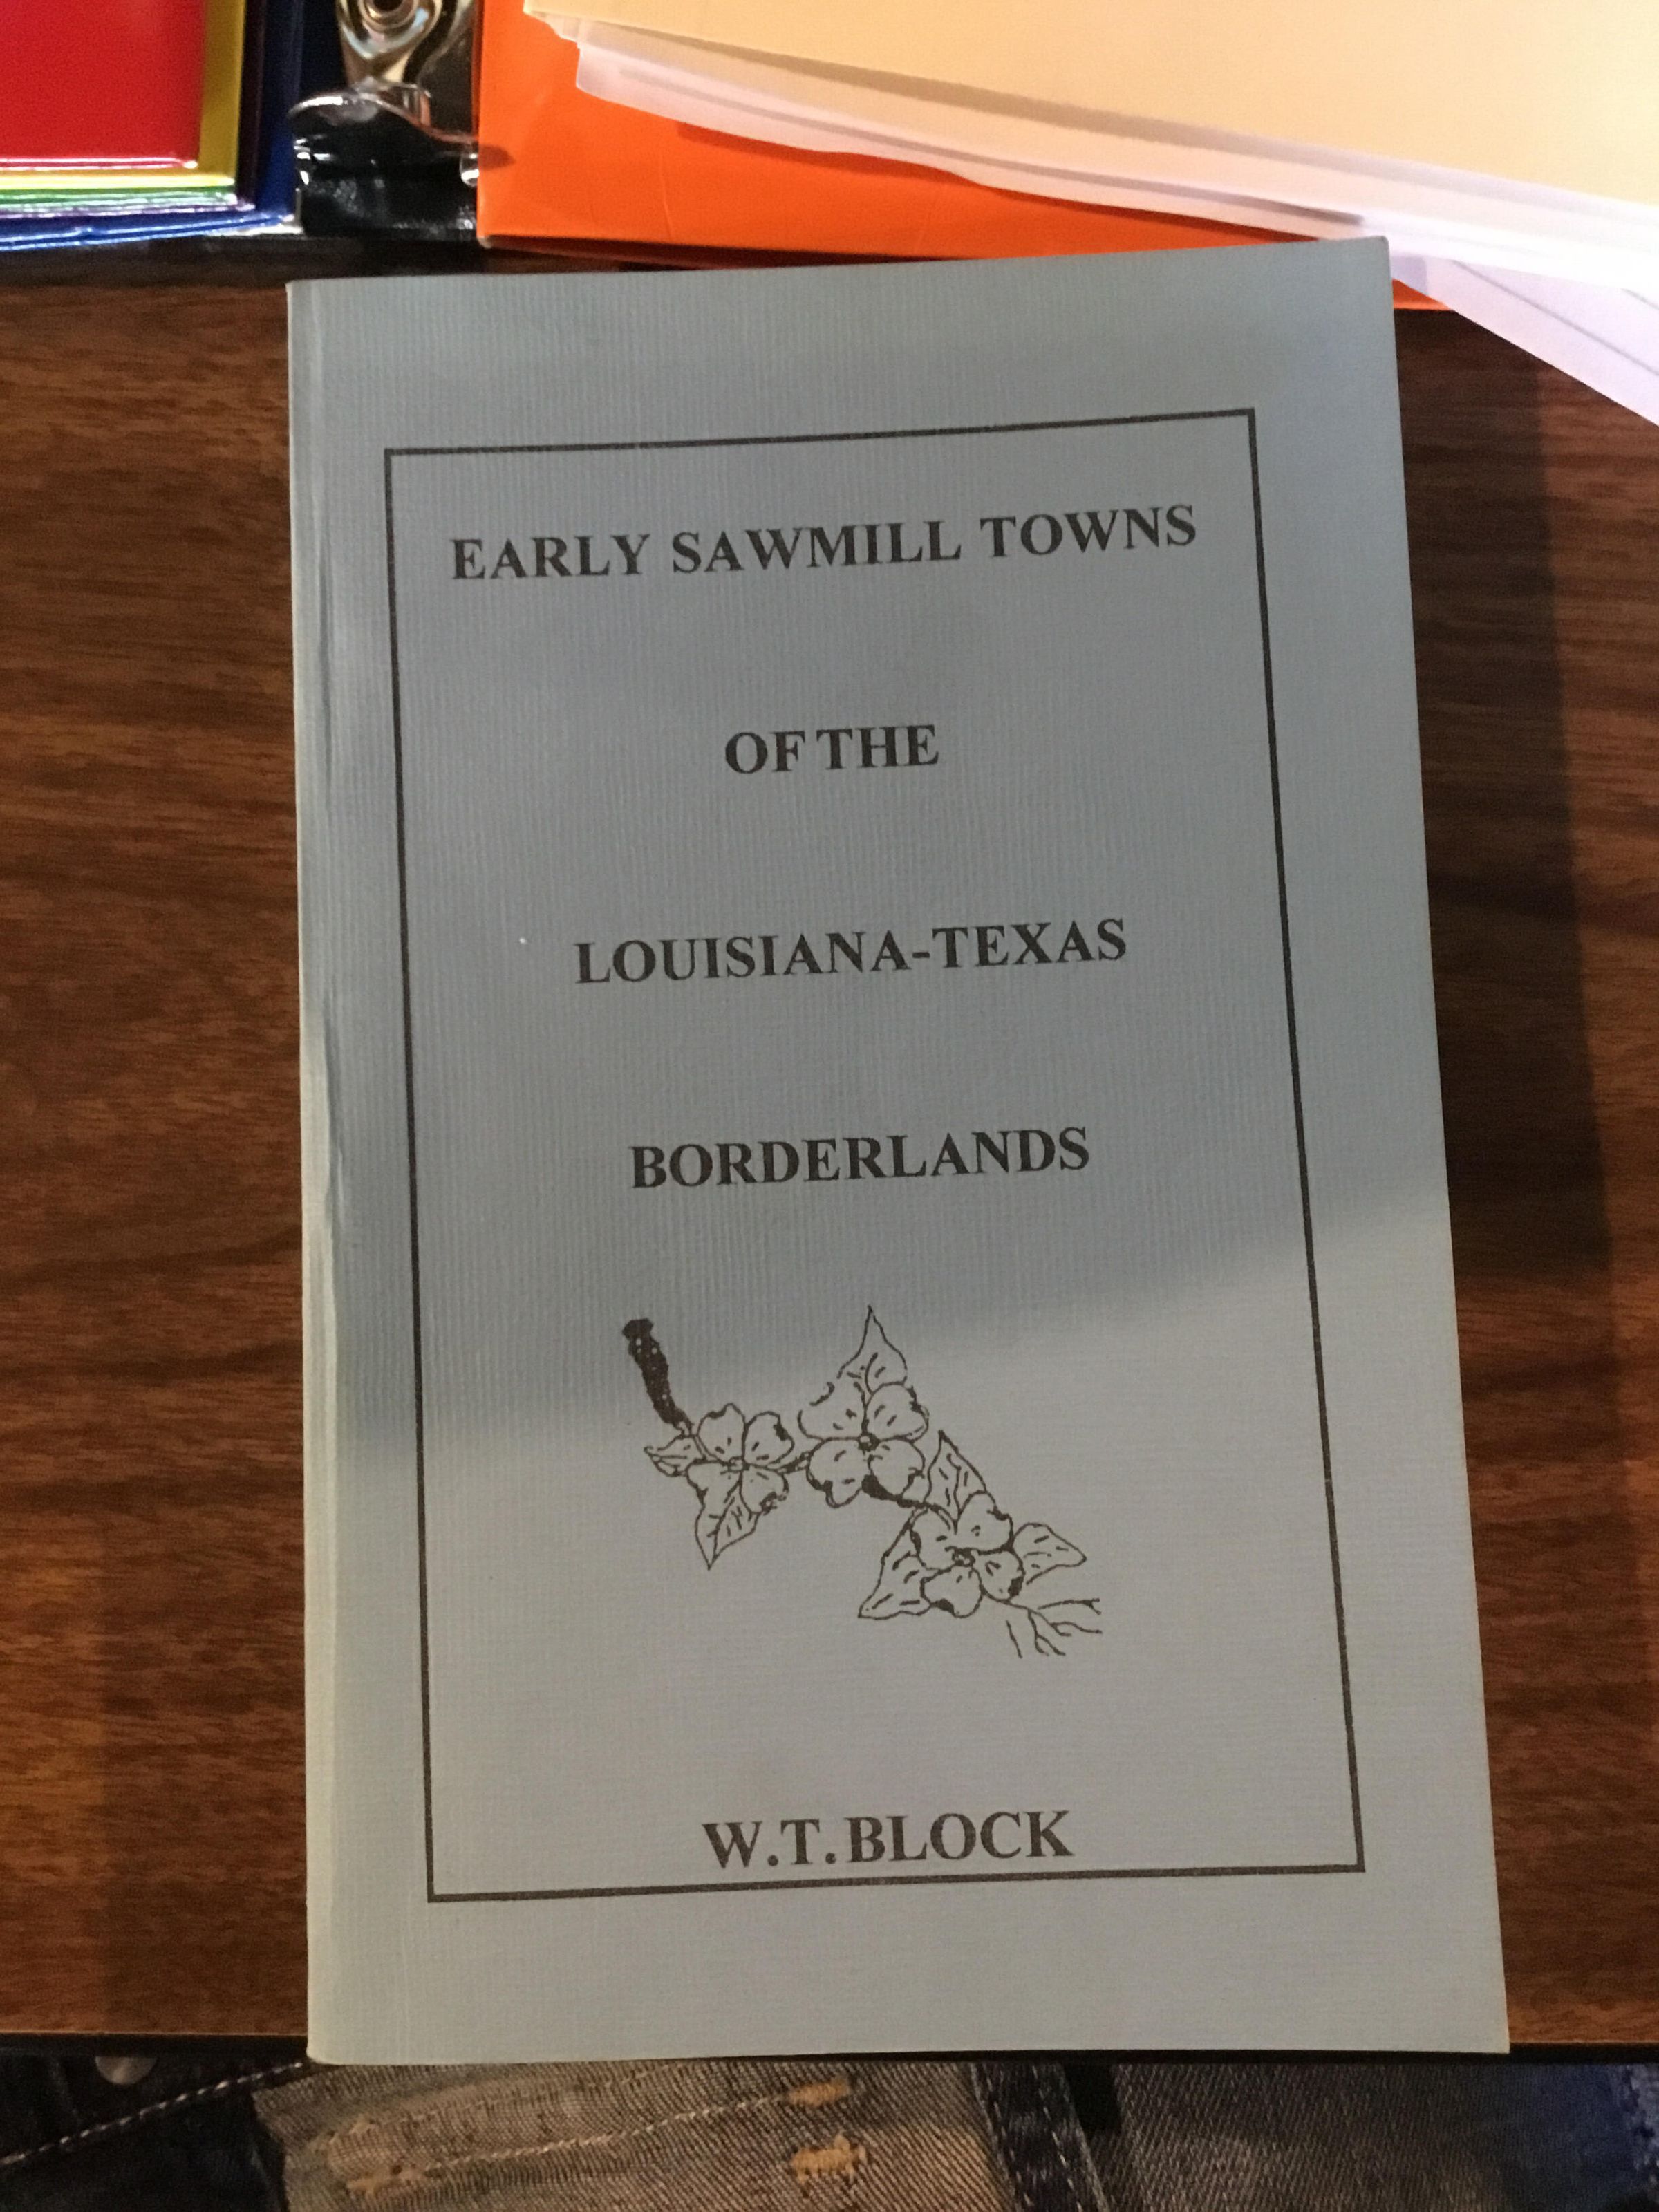 EARLY SAWMILL TOWNS
OF THE
LOUISIANA-TEXAS
BORDERLANDS
W.T.BLOCK